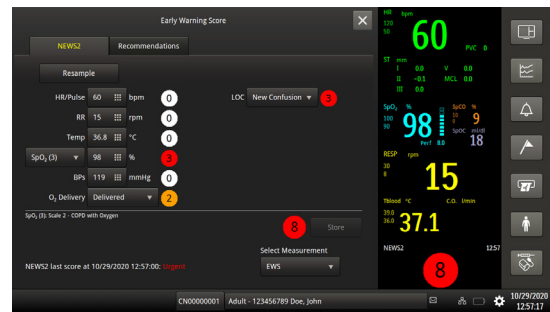 Early Warning Score
NEWS2 Recommendations
Resample
HR/Pulse 60 bpm 0
LOC New Confusion 3
RR 15 rpm 0
Temp 36.8 °C 0
SpO₂ (3) 98 % 3
BPs 119 mmHg 0
O₂ Delivery Delivered 2
SpO₂ (3): Scale 2 - COPD with Oxygen
8 Store
Select Measurement
NEWS2 last score at 10/29/2020 12:57:00: Urgent
EWS
HR bpm
120
50
60
PVC 0
ST mm
I 0.0 V 0.0
II -0.1 MCL 0.0
III 0.0
SpO₂ %
100
90
98
Perf 8.0
SpCO %
10
9
SpOC ml/dl
18
RESP rpm
30
8
15
Tblood °C C.O. l/min
39.0
36.0
37.1
NEWS2 1257
8
CN00000001 Adult - 123456789 Doe, John
10/29/2020
12:57:17